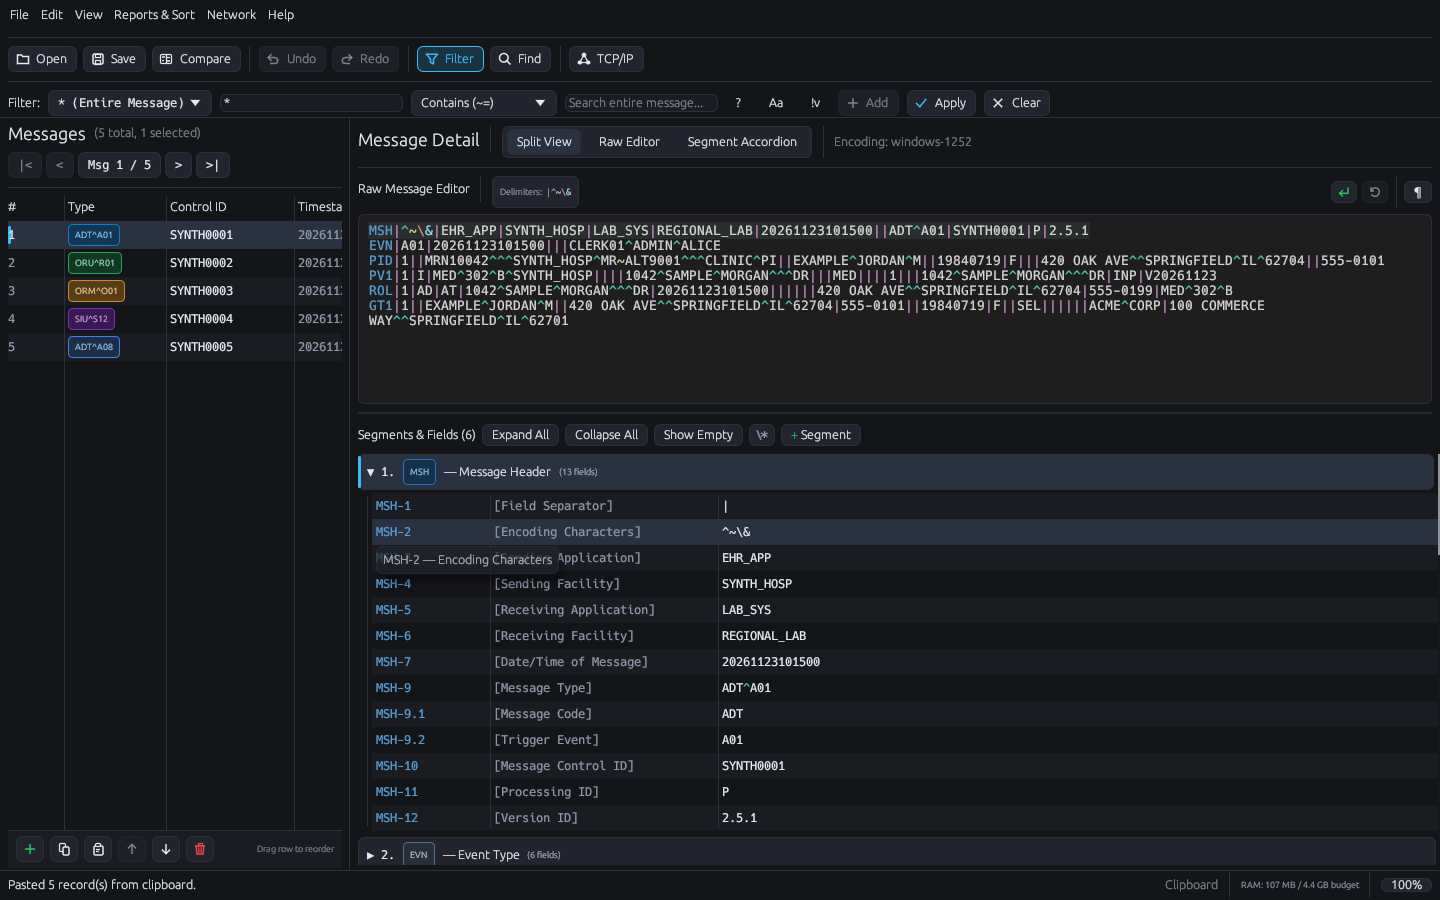 File Edit View Reports & Sort Network Help
Open Save Compare Undo Redo Filter Find TCP/IP
Filter: * (Entire Message) ▼ * Contains (~=) ▼ Search entire message... ? Aa !v + Add Apply Clear
Messages (5 total, 1 selected)
|< < Msg 1 / 5 > >|
# Type Control ID Timesta
1 ADT^A01 SYNTH0001 202611
2 ORU^R01 SYNTH0002 202611
3 ORM^O01 SYNTH0003 202611
4 SIU^S12 SYNTH0004 202611
5 ADT^A08 SYNTH0005 202611
Drag row to reorder
Message Detail Split View Raw Editor Segment Accordion Encoding: windows-1252
Raw Message Editor Delimiters: |^~\& ¶
MSH|^~\&|EHR_APP|SYNTH_HOSP|LAB_SYS|REGIONAL_LAB|20261123101500||ADT^A01|SYNTH0001|P|2.5.1
EVN|A01|20261123101500|||CLERK01^ADMIN^ALICE
PID|1||MRN10042^^^SYNTH_HOSP^MR~ALT9001^^^CLINIC^PI||EXAMPLE^JORDAN^M||19840719|F|||420 OAK AVE^^SPRINGFIELD^IL^62704||555-0101
PV1|1|I|MED^302^B^SYNTH_HOSP||||1042^SAMPLE^MORGAN^^^DR|||MED||||1|||1042^SAMPLE^MORGAN^^^DR|INP|V20261123
ROL|1|AD|AT|1042^SAMPLE^MORGAN^^^DR|20261123101500||||||420 OAK AVE^^SPRINGFIELD^IL^62704|555-0199|MED^302^B
GT1|1||EXAMPLE^JORDAN^M||420 OAK AVE^^SPRINGFIELD^IL^62704|555-0101||19840719|F||SEL||||||ACME^CORP|100 COMMERCE
WAY^^SPRINGFIELD^IL^62701
Segments & Fields (6) Expand All Collapse All Show Empty \* + Segment
▼ 1. MSH — Message Header (13 fields)
MSH-1 [Field Separator] |
MSH-2 [Encoding Characters] ^~\&
MSH-2 — Encoding Characters Application] EHR_APP
MSH-4 [Sending Facility] SYNTH_HOSP
MSH-5 [Receiving Application] LAB_SYS
MSH-6 [Receiving Facility] REGIONAL_LAB
MSH-7 [Date/Time of Message] 20261123101500
MSH-9 [Message Type] ADT^A01
MSH-9.1 [Message Code] ADT
MSH-9.2 [Trigger Event] A01
MSH-10 [Message Control ID] SYNTH0001
MSH-11 [Processing ID] P
MSH-12 [Version ID] 2.5.1
▶ 2. EVN — Event Type (6 fields)
Pasted 5 record(s) from clipboard. Clipboard RAM: 107 MB / 4.4 GB budget 100%